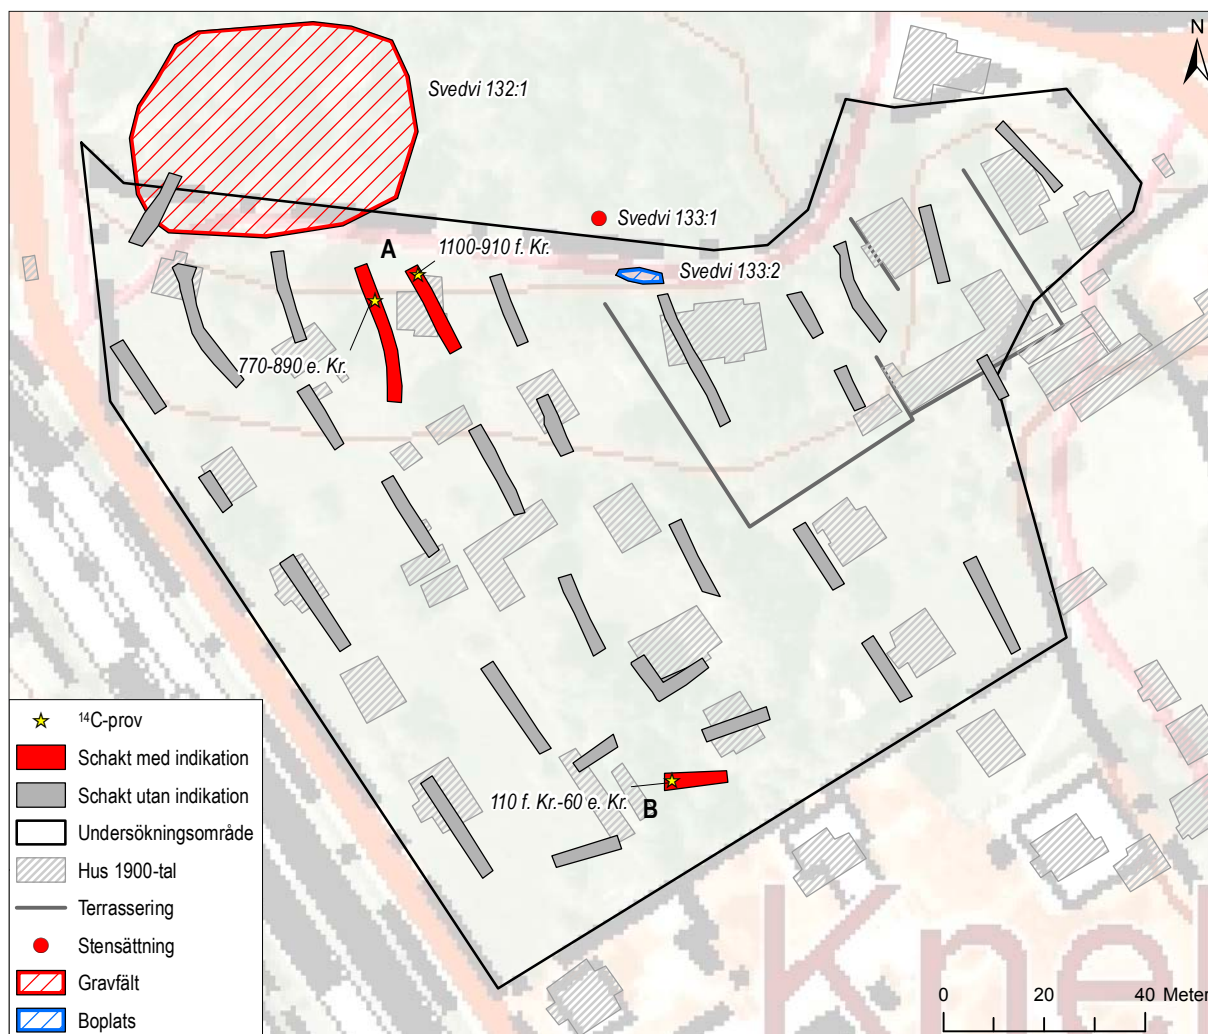 N
Svedvi 132:1
Svedvi 133:1
A
1100-910 f. Kr.
Svedvi 133:2
770-890 e. Kr.
110 f. Kr.-60 e. Kr.
B
14C-prov
Schakt med indikation
Schakt utan indikation
Undersökningsområde
Hus 1900-tal
Terrassering
Stensättning
Gravfält
Boplats
Kne
0 20 40 Meter